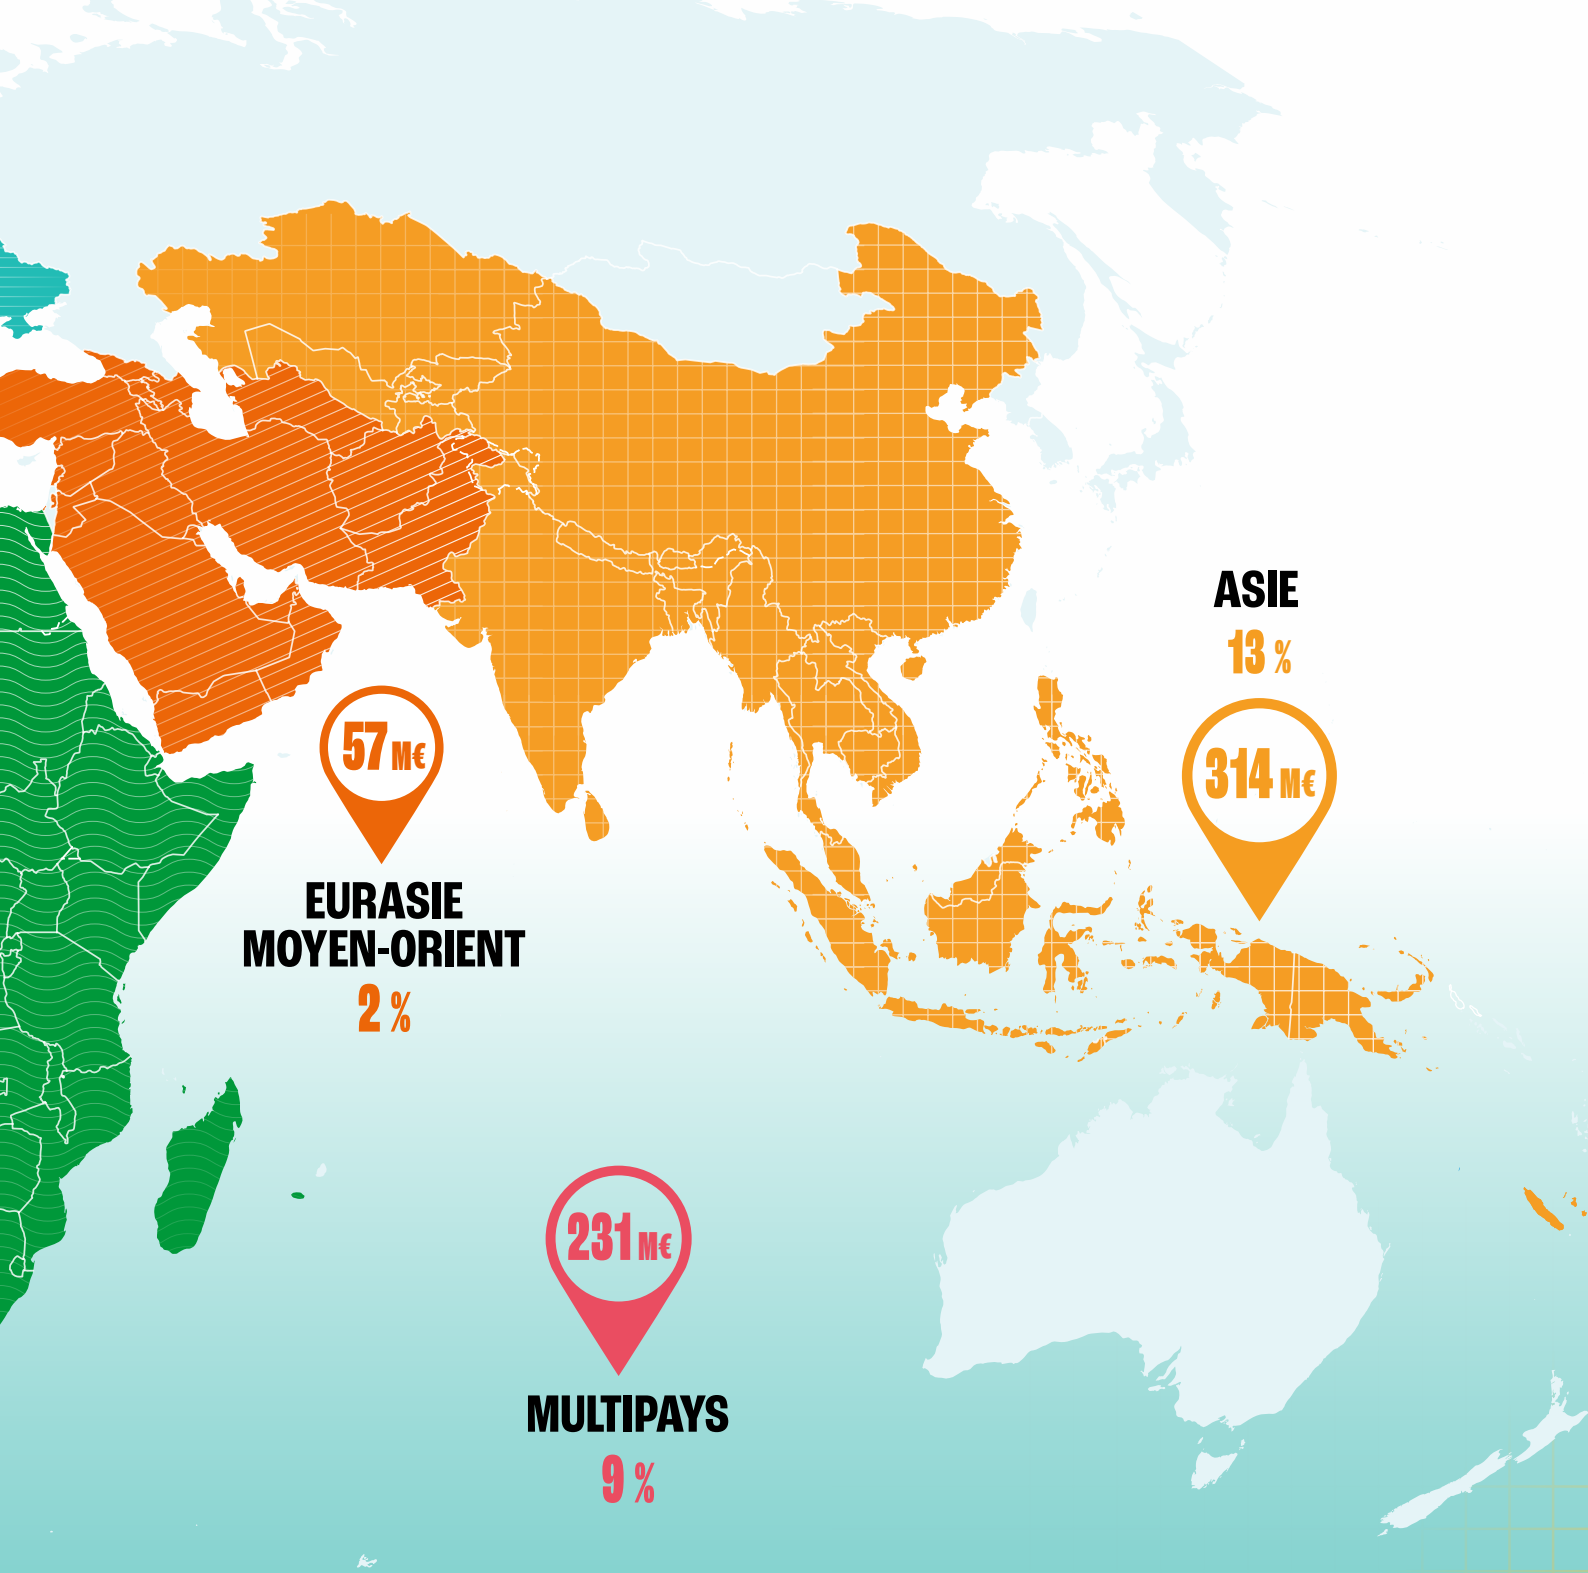 ASIE
13 %
314 M€
57 M€
EURASIE
MOYEN-ORIENT
2 %
231 M€
MULTIPAYS
9 %